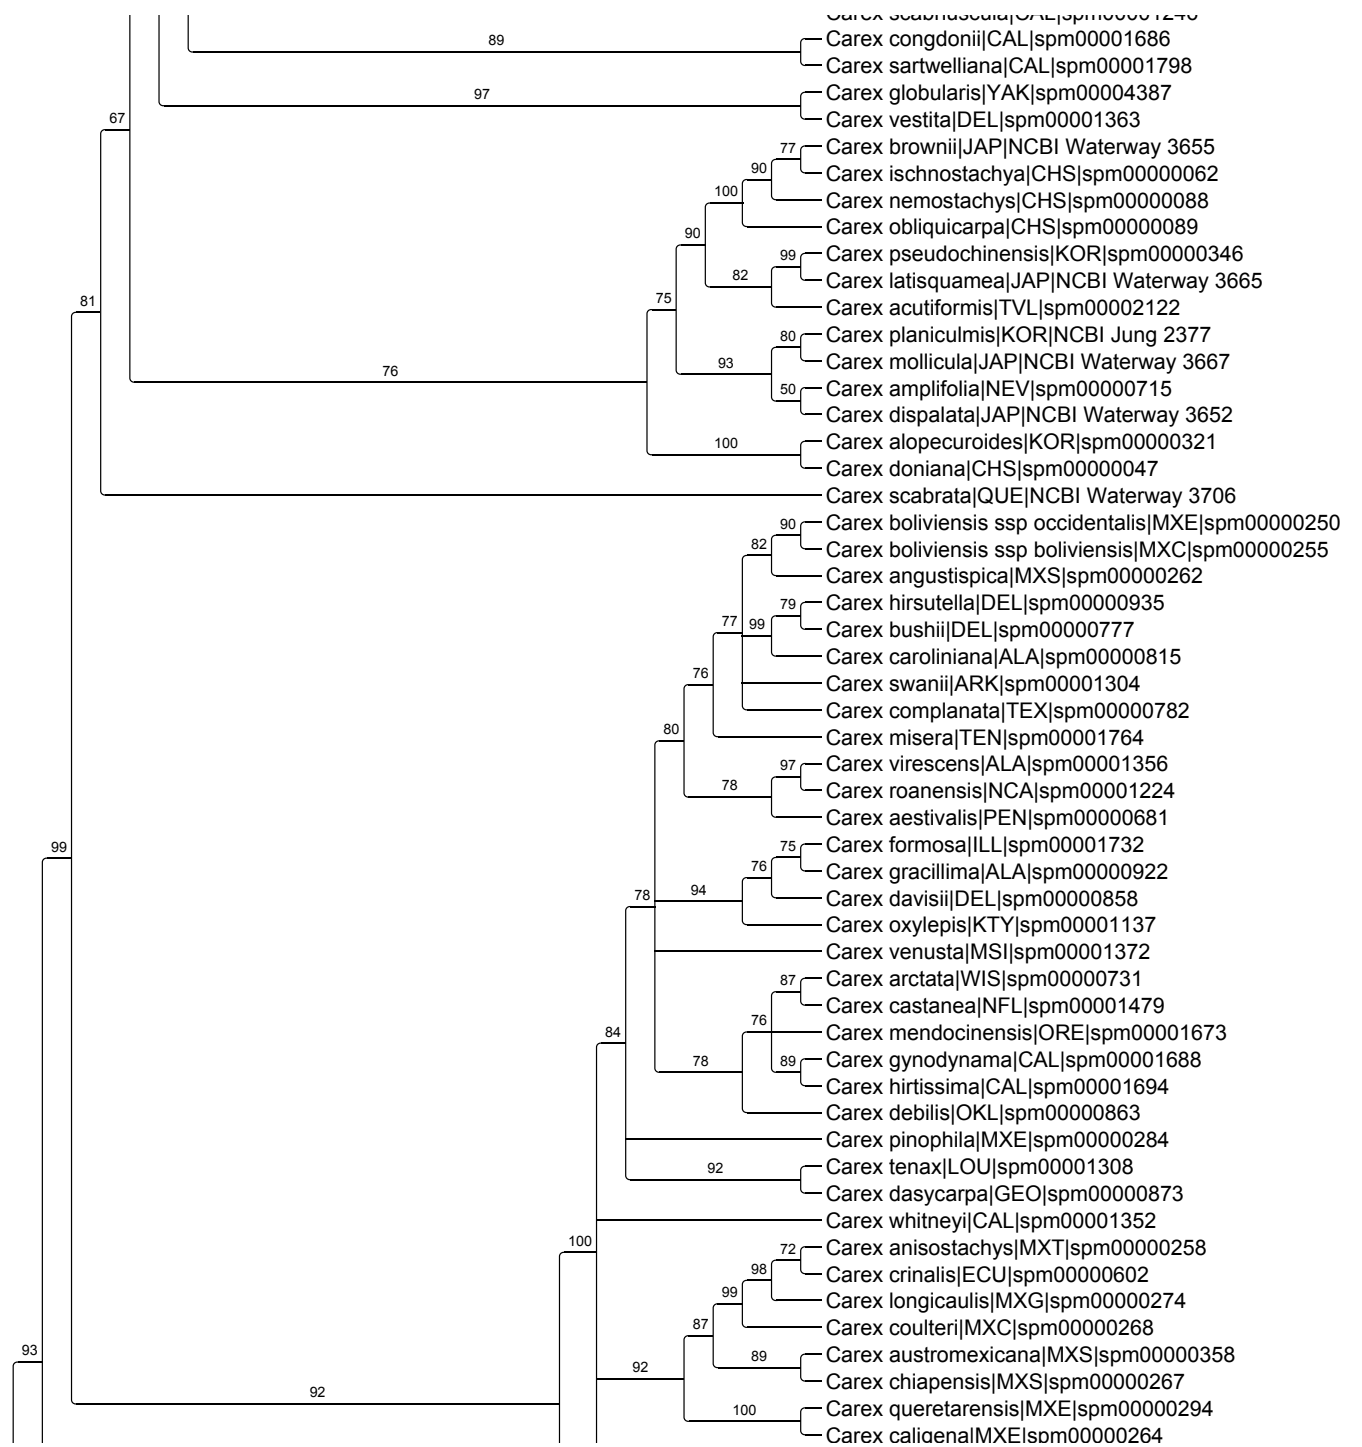 89
Carex congdonii|CAL|spm00001686
Carex sartwelliana|CAL|spm00001798
97
Carex globularis|YAK|spm00004387
67
Carex vestita|DEL|spm00001363
77
Carex brownii|JAP|NCBI Waterway 3655
90
Carex ischnostachya|CHS|spm00000062
100
Carex nemostachys|CHS|spm00000088
Carex obliquicarpa|CHS|spm00000089
90
99
Carex pseudochinensis|KOR|spm00000346
82
Carex latisquamea|JAP|NCBI Waterway 3665
81
75
Carex acutiformis|TVL|spm00002122
80
Carex planiculmis|KOR|NCBI Jung 2377
93
Carex mollicula|JAP|NCBI Waterway 3667
76
50
Carex amplifolia|NEV|spm00000715
Carex dispalata|JAP|NCBI Waterway 3652
100
Carex alopecuroides|KOR|spm00000321
Carex doniana|CHS|spm00000047
Carex scabrata|QUE|NCBI Waterway 3706
90
Carex boliviensis ssp occidentalis|MXE|spm00000250
82
Carex boliviensis ssp boliviensis|MXC|spm00000255
Carex angustispica|MXS|spm00000262
79
Carex hirsutella|DEL|spm00000935
77
99
Carex bushii|DEL|spm00000777
Carex caroliniana|ALA|spm00000815
76
Carex swanii|ARK|spm00001304
Carex complanata|TEX|spm00000782
80
Carex misera|TEN|spm00001764
97
Carex virescens|ALA|spm00001356
78
Carex roanensis|NCA|spm00001224
Carex aestivalis|PEN|spm00000681
99
75
Carex formosa|ILL|spm00001732
76
Carex gracillima|ALA|spm00000922
78
94
Carex davisii|DEL|spm00000858
Carex oxylepis|KTY|spm00001137
Carex venusta|MSI|spm00001372
87
Carex arctata|WIS|spm00000731
Carex castanea|NFL|spm00001479
84
76
Carex mendocinensis|ORE|spm00001673
78
89
Carex gynodynama|CAL|spm00001688
Carex hirtissima|CAL|spm00001694
Carex debilis|OKL|spm00000863
Carex pinophila|MXE|spm00000284
92
Carex tenax|LOU|spm00001308
Carex dasycarpa|GEO|spm00000873
Carex whitneyi|CAL|spm00001352
100
72
Carex anisostachys|MXT|spm00000258
98
Carex crinalis|ECU|spm00000602
99
Carex longicaulis|MXG|spm00000274
87
Carex coulteri|MXC|spm00000268
93
92
89
Carex austromexicana|MXS|spm00000358
Carex chiapensis|MXS|spm00000267
92
100
Carex queretarensis|MXE|spm00000294
Carex caligena|MXE|spm00000264